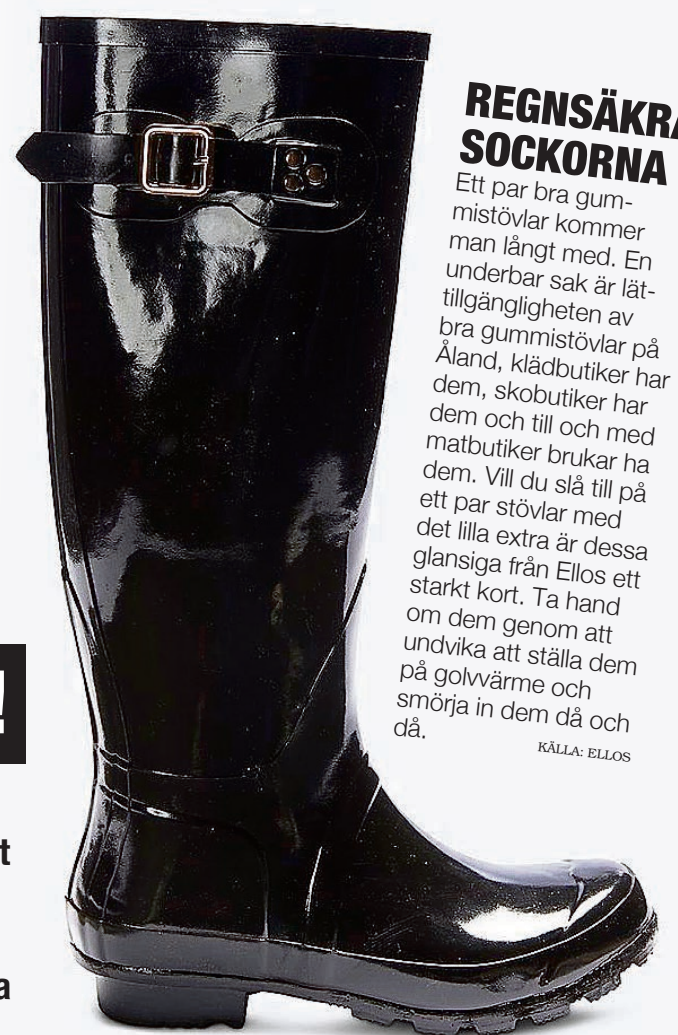 REGNSÄKRA
SOCKORNA
Ett par bra gum-
mistövlar kommer
man långt med. En
underbar sak är lät-
tillgängligheten av
bra gummistövlar på
Åland, klädbutiker har
dem, skobutiker har
dem och till och med
matbutiker brukar ha
dem. Vill du slå till på
ett par stövlar med
det lilla extra är dessa
glansiga från Ellos ett
starkt kort. Ta hand
om dem genom att
undvika att ställa dem
på golvvärme och
smörja in dem då och
då.
KÄLLA: ELLOS
!
t
a